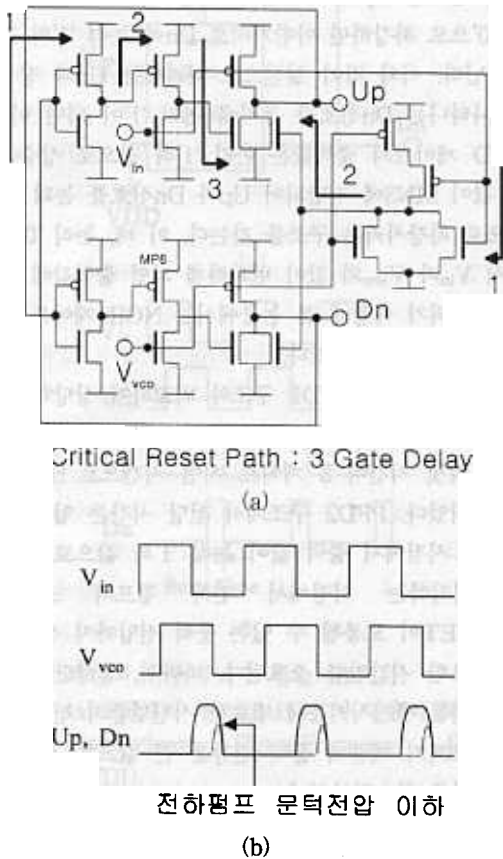 1
2
Up
Vin
3
2
1
MP6
Dn
Vvco
Critical Reset Path : 3 Gate Delay
(a)
Vin
Vvco
Up, Dn
전하펌프 문턱전압 이하
(b)